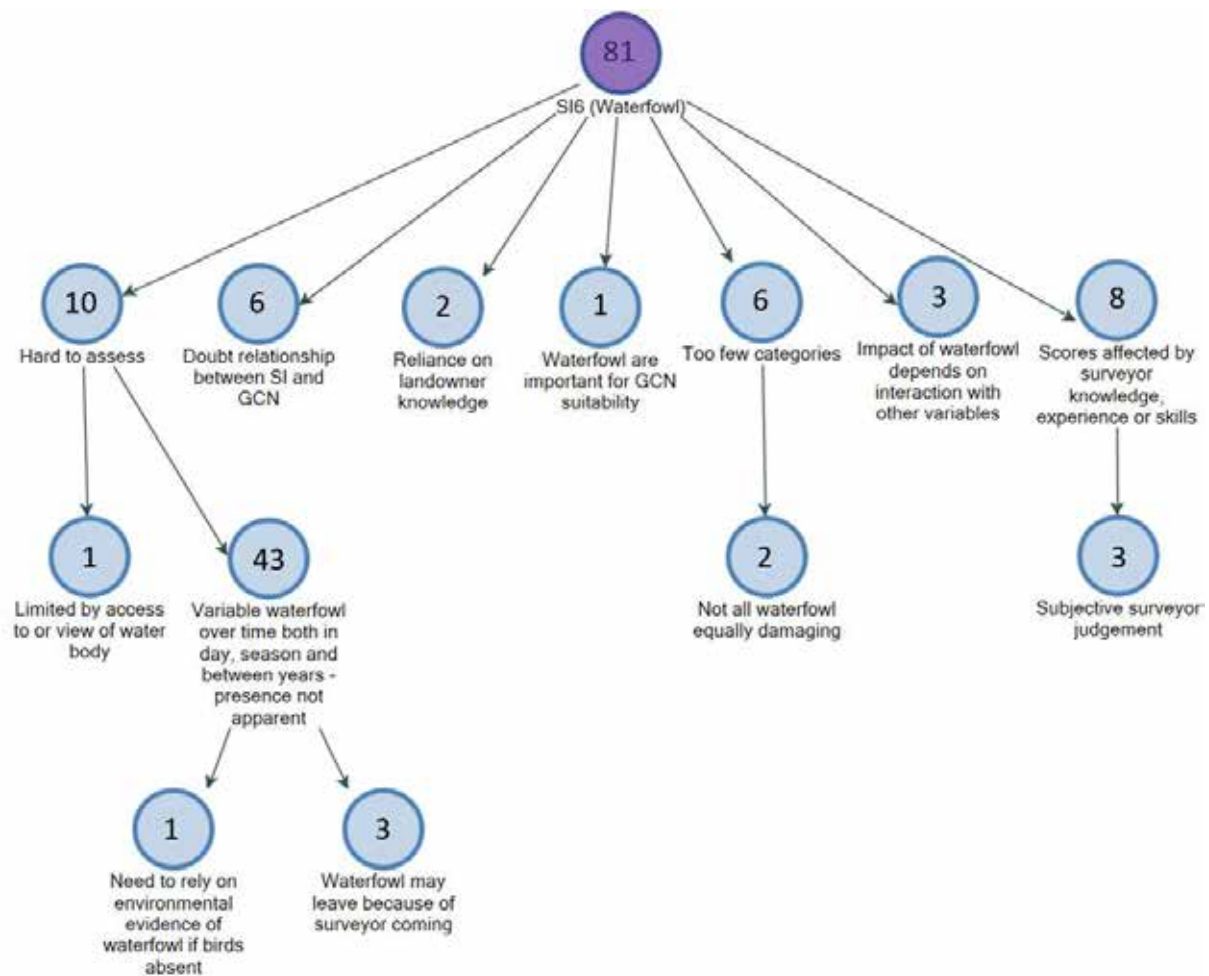 81
SI6 (Waterfowl)
10
Hard to assess
6
Doubt relationship
between SI and
GCN
2
Reliance on
landowner
knowledge
1
Waterfowl are
important for GCN
suitability
6
Too few categories
3
Impact of waterfowl
depends on
interaction with
other variables
8
Scores affected by
surveyor
knowledge,
experience or skills
1
Limited by access
to or view of water
body
43
Variable waterfowl
over time both in
day, season and
between years -
presence not
apparent
2
Not all waterfowl
equally damaging
3
Subjective surveyor
judgement
1
Need to rely on
environmental
evidence of
waterfowl if birds
absent
3
Waterfowl may
leave because of
surveyor coming